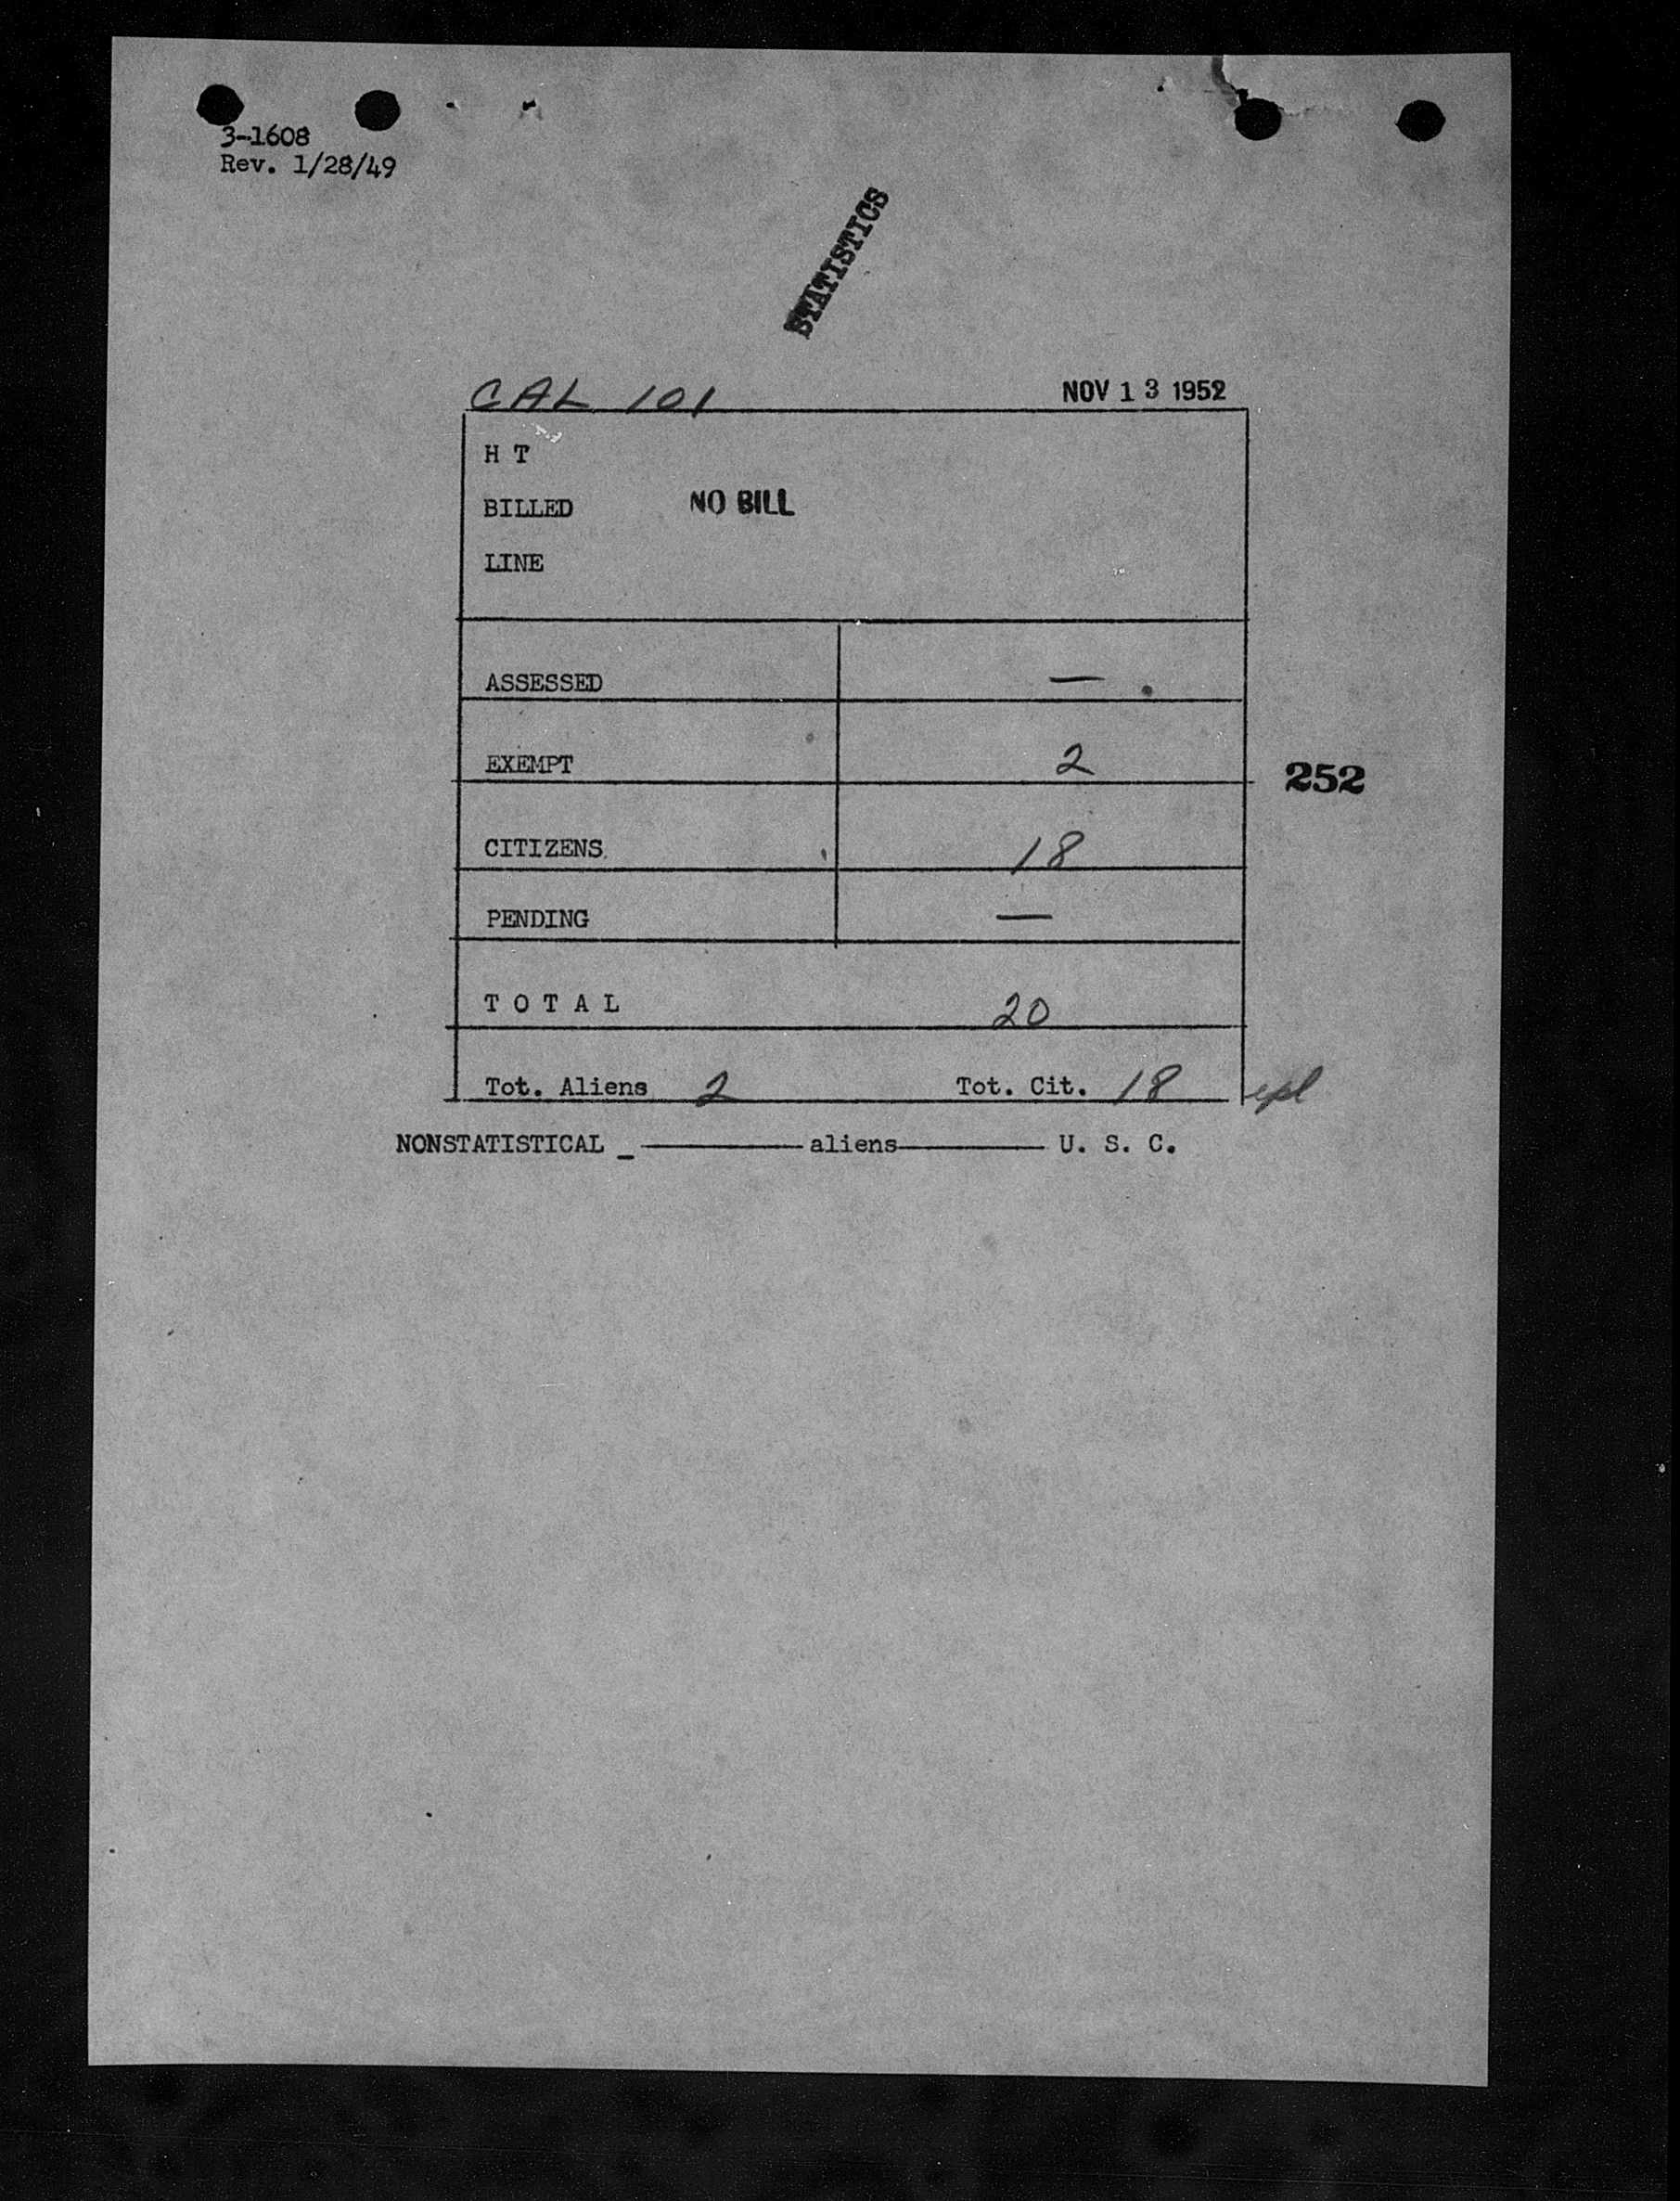 3-1608
Rev. 1/28/49
STATISTICS
CAL 101 NOV 13 1952
H T
BILLED NO BILL
LINE
ASSESSED —
EXEMPT 2
252
CITIZENS 18
PENDING —
T O T A L 20
Tot. Aliens 2 Tot. Cit. 18
NONSTATISTICAL _ ——— aliens ——— U. S. C.